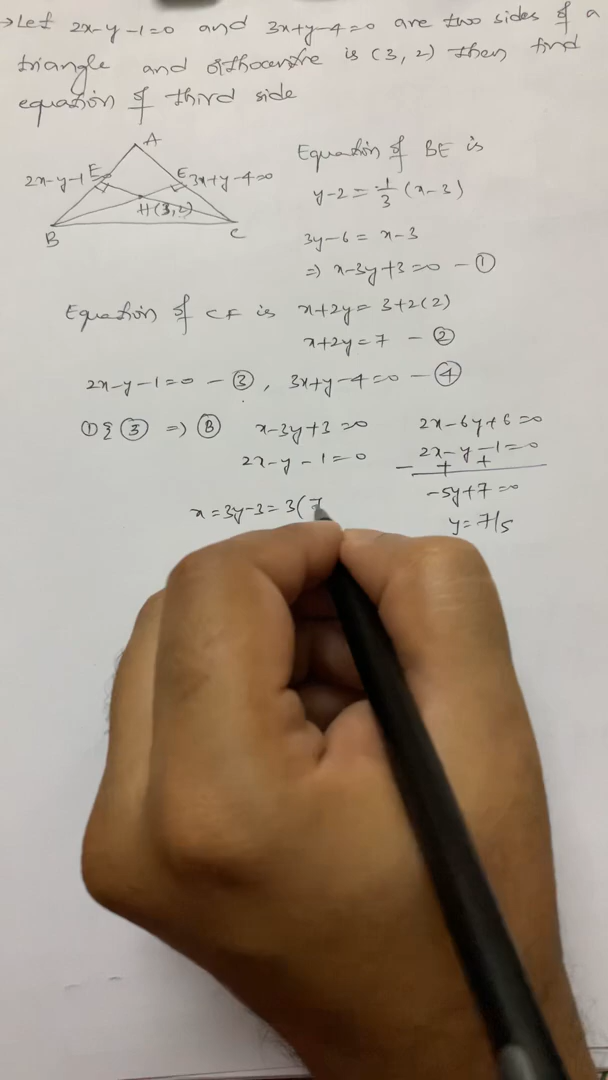 → Let 2x-y-1=0 and 3x+y-4=0 are two sides of a
triangle and orthocentre is (3,2) then find
equation of third side
A
2x-y-1
E
E
3x+y-4=0
H(3,2)
B
C
Equation of BE is
y-2 = 1/3 (x-3)
3y-6 = x-3
=) x-3y+3=0 - ①
Equation of CF is x+2y = 3+2(2)
x+2y=7 - ②
2x-y-1=0 - ③, 3x+y-4=0 - ④
① & ③ =) Ⓑ
x-3y+3=0
2x-y-1=0
2x-6y+6=0
2x-y-1=0
- + +
-5y+7=0
y=7/5
x=3y-3=3(7